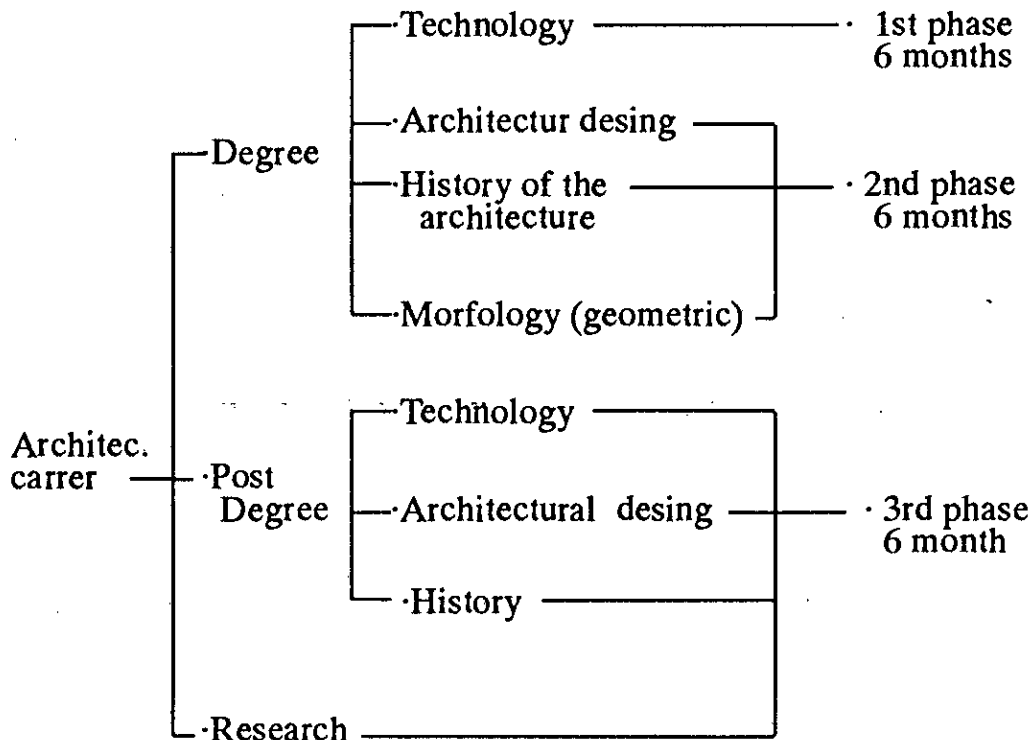 ·Technology
· 1st phase
6 months
·Architectur desing
·Degree
·History of the
architecture
· 2nd phase
6 months
·Morfology (geometric)
·Technology
Architec.
carrer
·Post
Degree
·Architectural desing
· 3rd phase
6 month
·History
·Research